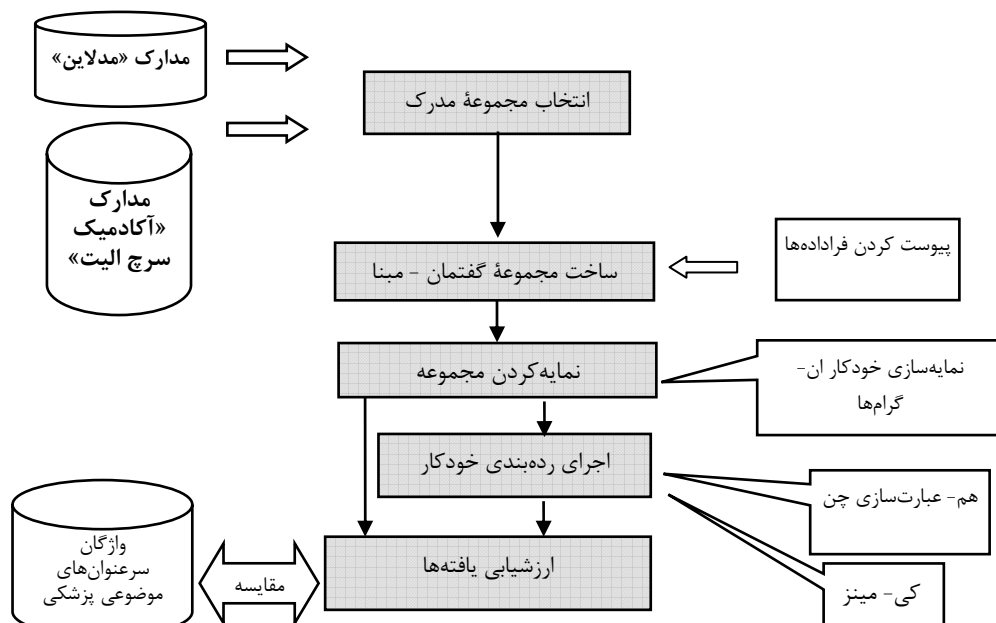 مدارک «مدلاین»
انتخاب مجموعهٔ مدرک
مدارک
«آکادمیک
سرچ الیت»
پیوست کردن فراداده‌ها
ساخت مجموعهٔ گفتمان - مبنا
نمایه‌کردن مجموعه
نمایه‌سازی خودکار ان-
گرام‌ها
اجرای رده‌بندی خودکار
هم- عبارت‌سازی چن
کی- مینز
ارزشیابی یافته‌ها
مقایسه
واژگان
سرعنوان‌های
موضوعی پزشکی